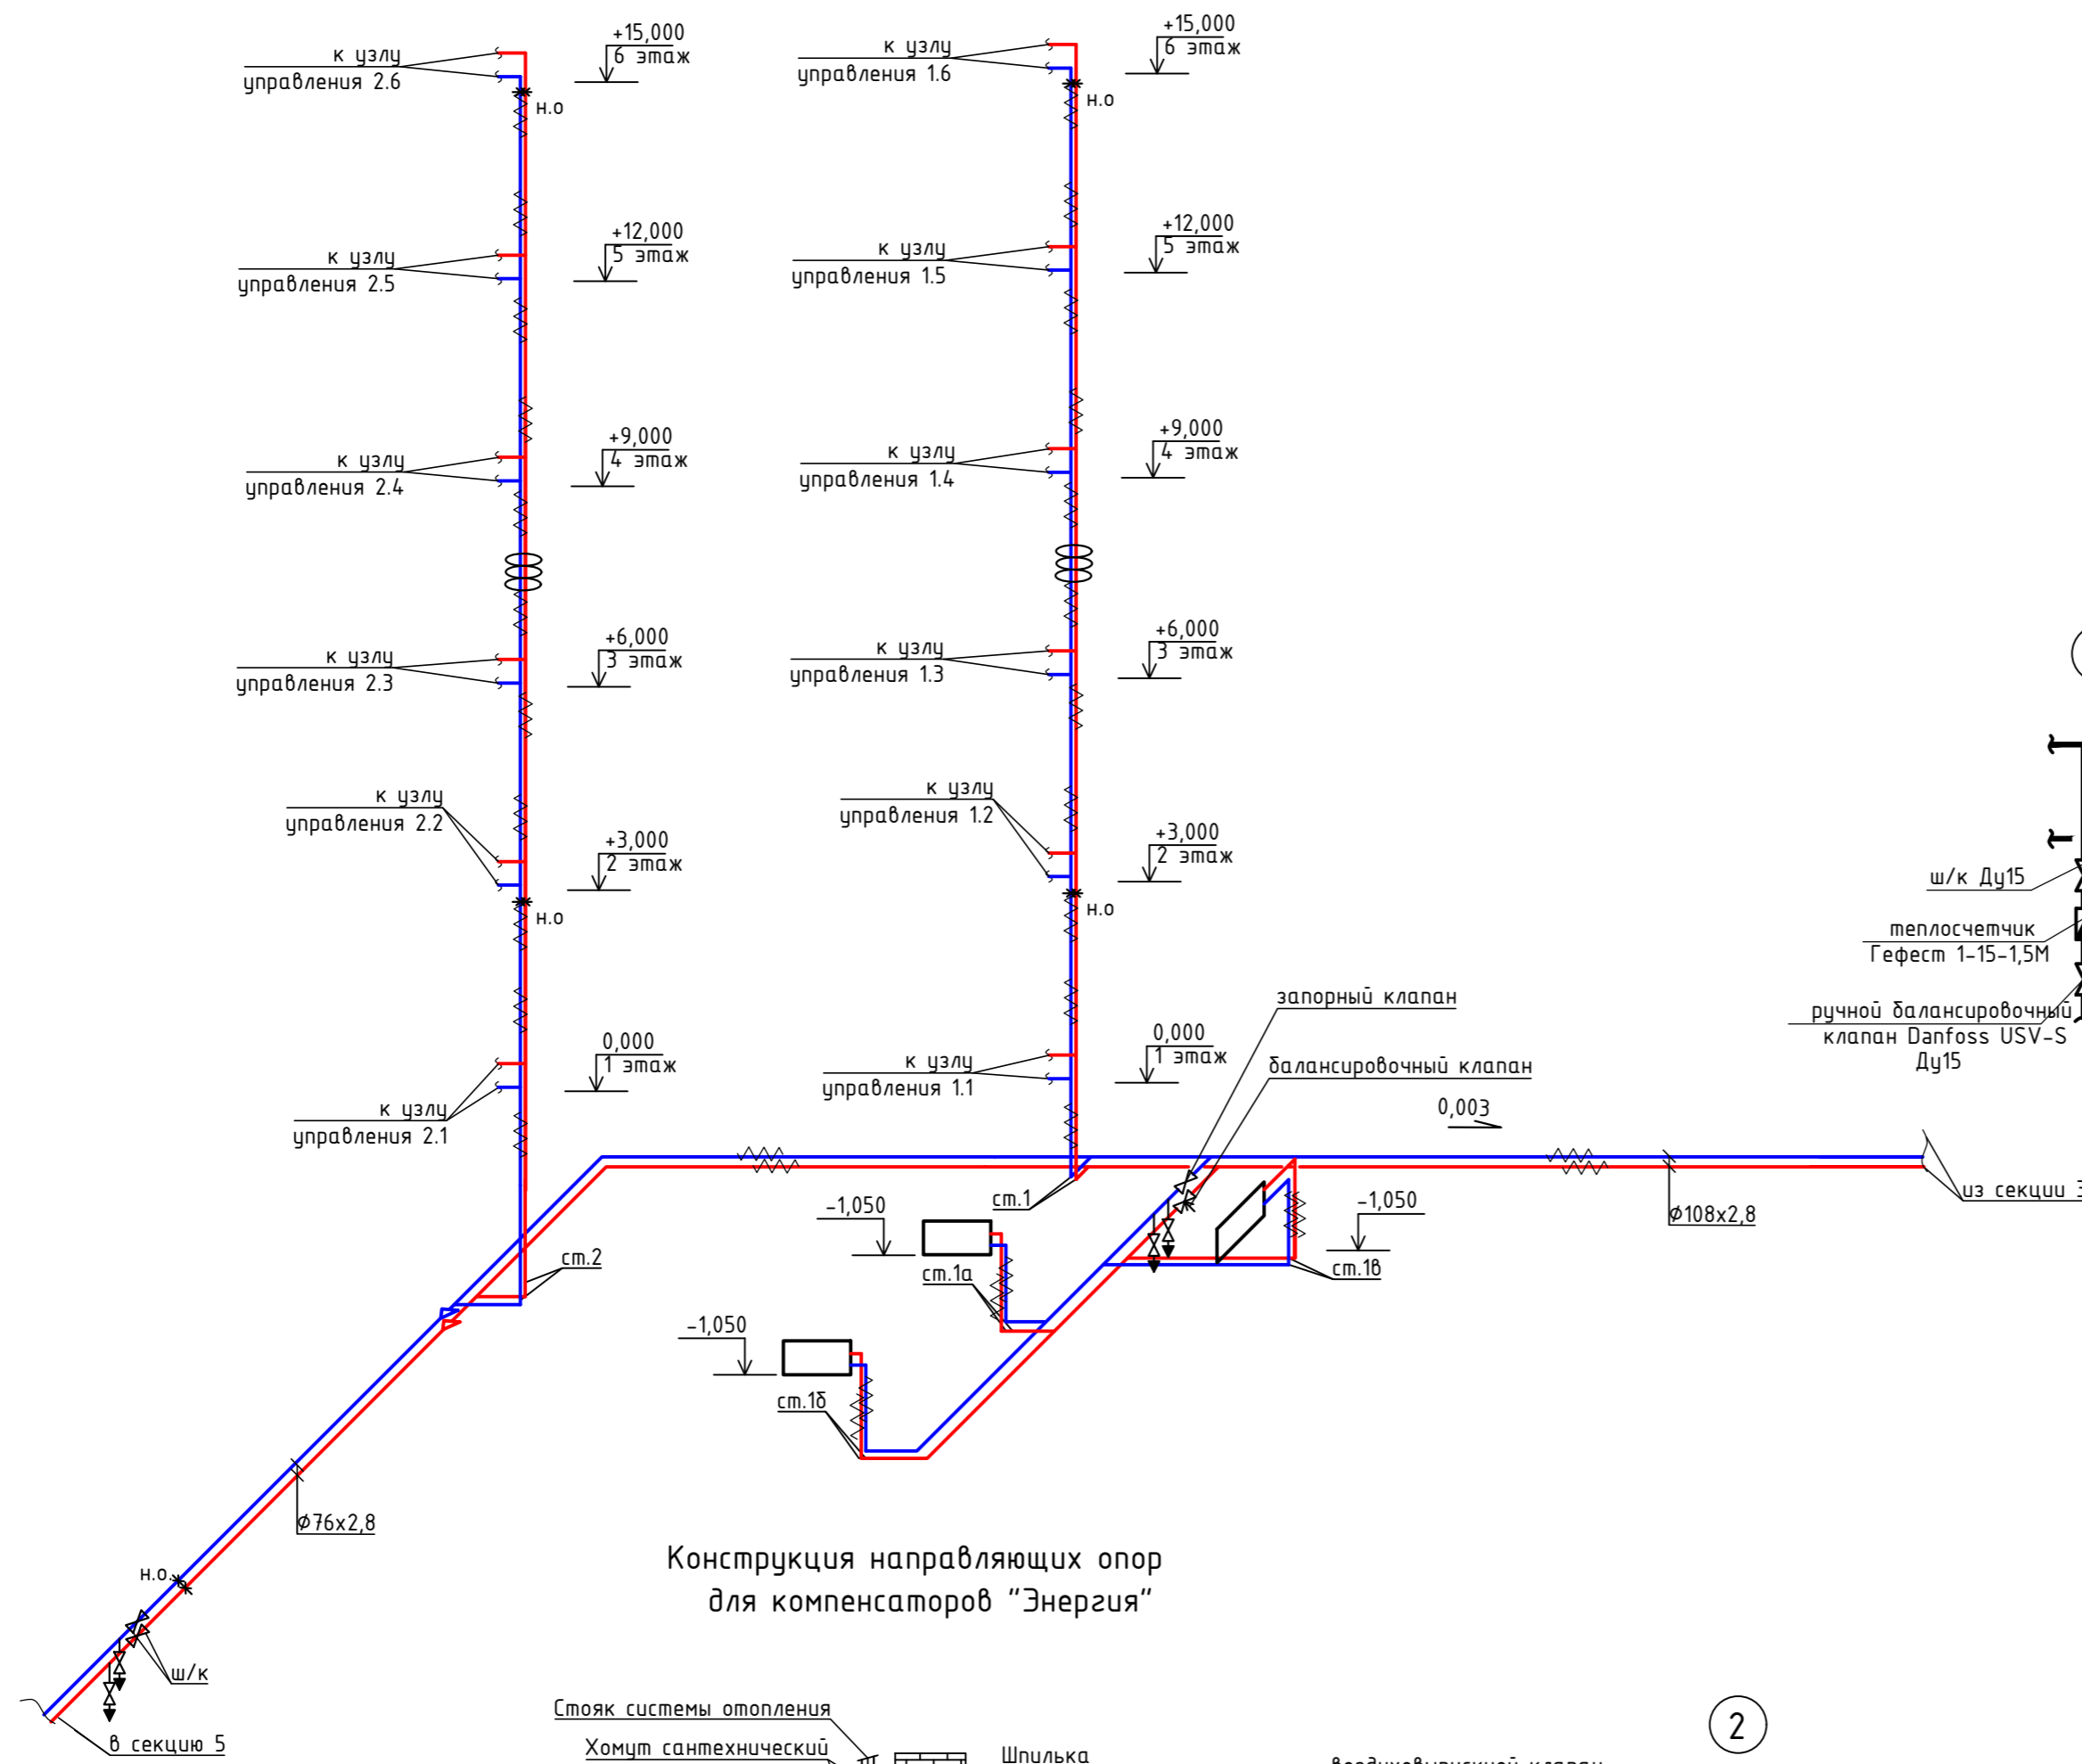 к узлу
управления 2.6
+15,000
6 этаж
н.о
к узлу
управления 1.6
+15,000
6 этаж
н.о
к узлу
управления 2.5
+12,000
5 этаж
к узлу
управления 1.5
+12,000
5 этаж
к узлу
управления 2.4
+9,000
4 этаж
к узлу
управления 1.4
+9,000
4 этаж
к узлу
управления 2.3
+6,000
3 этаж
к узлу
управления 1.3
+6,000
3 этаж
к узлу
управления 2.2
+3,000
2 этаж
н.о
к узлу
управления 1.2
+3,000
2 этаж
н.о
ш/к Ду15
теплосчетчик
Гефест 1-15-1,5М
ручной балансировочный
клапан Danfoss USV-S
Ду15
к узлу
управления 2.1
0,000
1 этаж
к узлу
управления 1.1
0,000
1 этаж
запорный клапан
балансировочный клапан
0,003
из секции 3
ø108х2,8
ст.1
-1,050
ст.1а
-1,050
ст.1в
ст.2
-1,050
ст.1б
ø76х2,8
н.о.
ш/к
в секцию 5
Конструкция направляющих опор
для компенсаторов "Энергия"
Стояк системы отопления
Хомут сантехнический
Шпилька
2